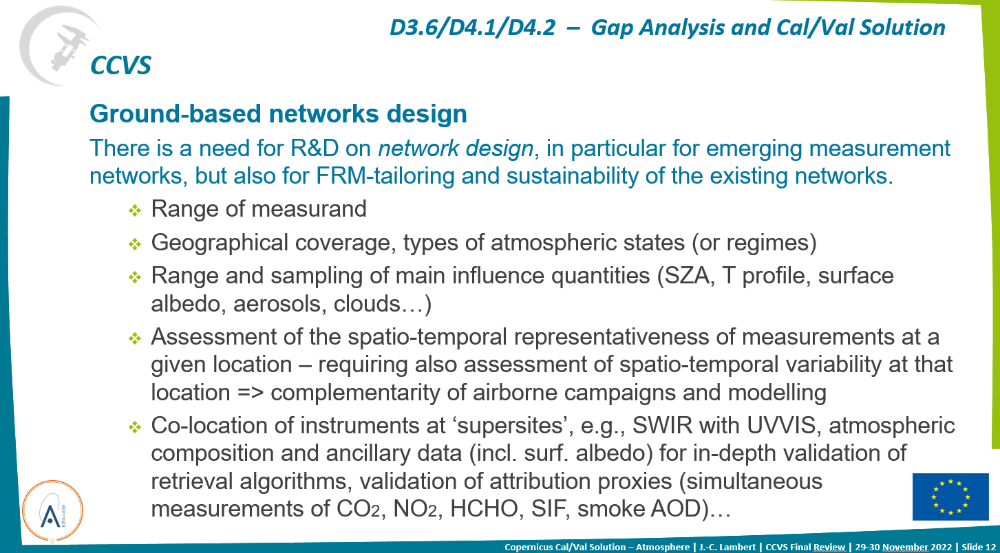 D3.6/D4.1/D4.2 – Gap Analysis and Cal/Val Solution
CCVS
Ground-based networks design
There is a need for R&D on network design, in particular for emerging measurement
networks, but also for FRM-tailoring and sustainability of the existing networks.
❖ Range of measurand
❖ Geographical coverage, types of atmospheric states (or regimes)
❖ Range and sampling of main influence quantities (SZA, T profile, surface
albedo, aerosols, clouds…)
❖ Assessment of the spatio-temporal representativeness of measurements at a
given location – requiring also assessment of spatio-temporal variability at that
location => complementarity of airborne campaigns and modelling
❖ Co-location of instruments at ‘supersites’, e.g., SWIR with UVVIS, atmospheric
composition and ancillary data (incl. surf. albedo) for in-depth validation of
retrieval algorithms, validation of attribution proxies (simultaneous
measurements of CO2, NO2, HCHO, SIF, smoke AOD)…
BIRA-IASB
Copernicus Cal/Val Solution – Atmosphere | J.-C. Lambert | CCVS Final Review | 29-30 November 2022 | Slide 12